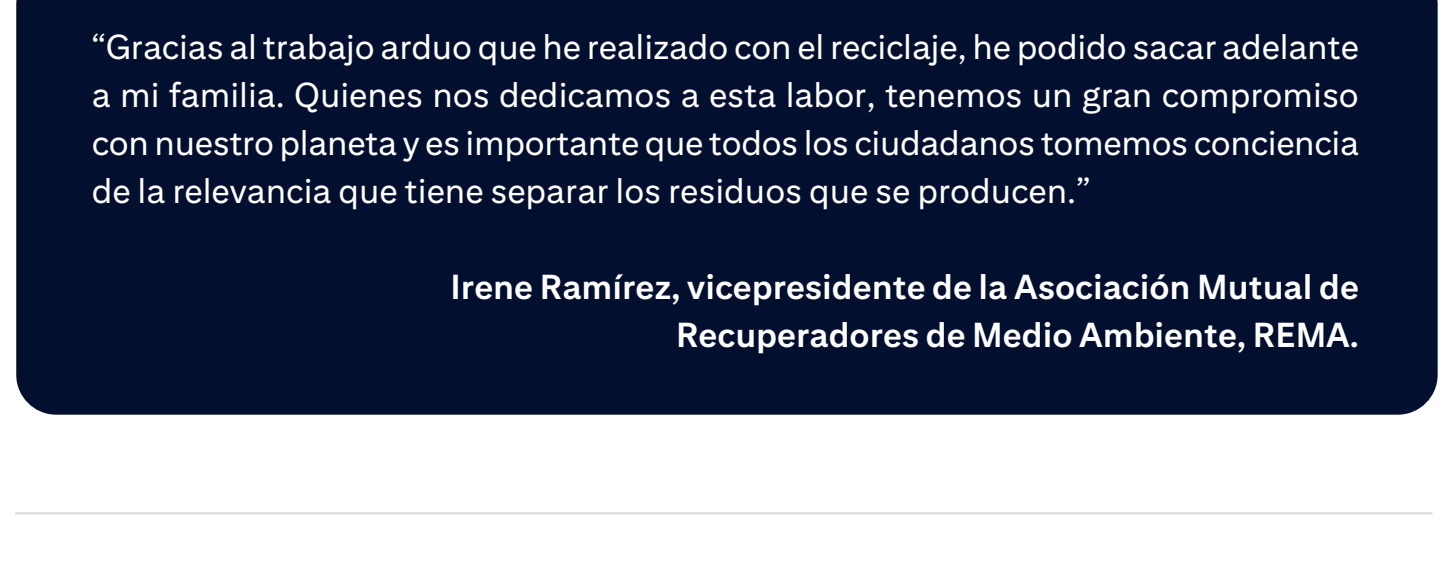 “Gracias al trabajo arduo que he realizado con el reciclaje, he podido sacar adelante
a mi familia. Quienes nos dedicamos a esta labor, tenemos un gran compromiso
con nuestro planeta y es importante que todos los ciudadanos tomemos conciencia
de la relevancia que tiene separar los residuos que se producen.”
Irene Ramírez, vicepresidente de la Asociación Mutual de
Recuperadores de Medio Ambiente, REMA.